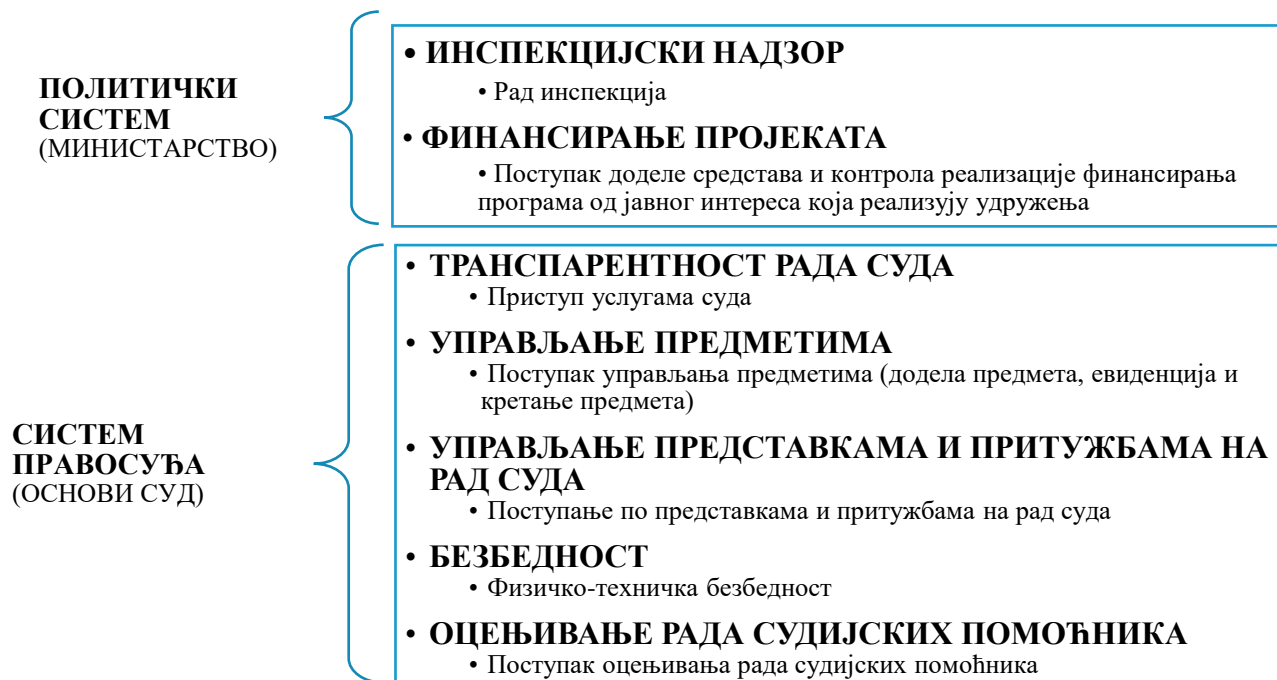 ПОЛИТИЧКИ
СИСТЕМ
(МИНИСТАРСТВО)
• ИНСПЕКЦИЈСКИ НАДЗОР
• Рад инспекција
• ФИНАНСИРАЊЕ ПРОЈЕКАТА
• Поступак доделе средстава и контрола реализације финансирања
програма од јавног интереса која реализују удружења
СИСТЕМ
ПРАВОСУЂА
(ОСНОВИ СУД)
• ТРАНСПАРЕНТНОСТ РАДА СУДА
• Приступ услугама суда
• УПРАВЉАЊЕ ПРЕДМЕТИМА
• Поступак управљања предметима (додела предмета, евиденција и
кретање предмета)
• УПРАВЉАЊЕ ПРЕДСТАВКАМА И ПРИТУЖБАМА НА
РАД СУДА
• Поступање по представкама и притужбама на рад суда
• БЕЗБЕДНОСТ
• Физичко-техничка безбедност
• ОЦЕЊИВАЊЕ РАДА СУДИЈСКИХ ПОМОЋНИКА
• Поступак оцењивања рада судијских помоћника